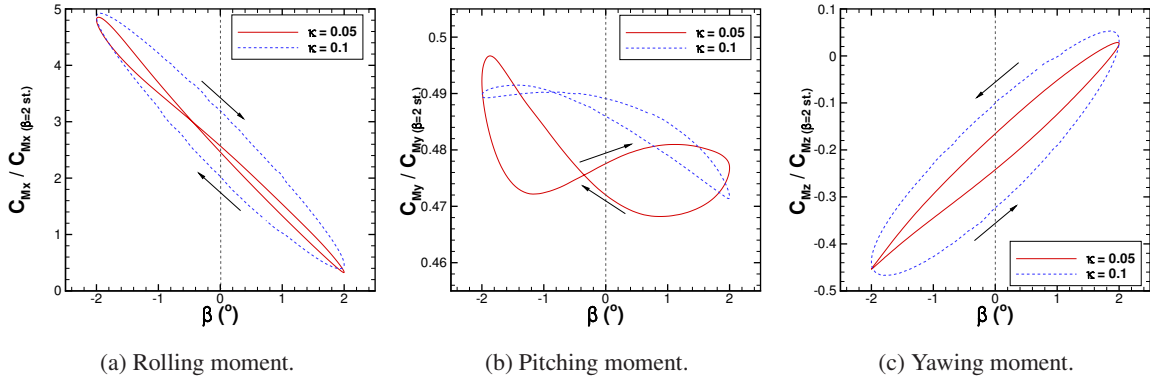 C_Mx / C_Mx (β=2 st.)
5
4
3
2
1
0
-2 -1 0 1 2
β (°)
κ = 0.05
κ = 0.1
C_My / C_My (β=2 st.)
0.5
0.49
0.48
0.47
0.46
-2 -1 0 1 2
β (°)
κ = 0.05
κ = 0.1
C_Mz / C_Mz (β=2 st.)
0.1
0
-0.1
-0.2
-0.3
-0.4
-0.5
-2 -1 0 1 2
β (°)
κ = 0.05
κ = 0.1
(a) Rolling moment.
(b) Pitching moment.
(c) Yawing moment.